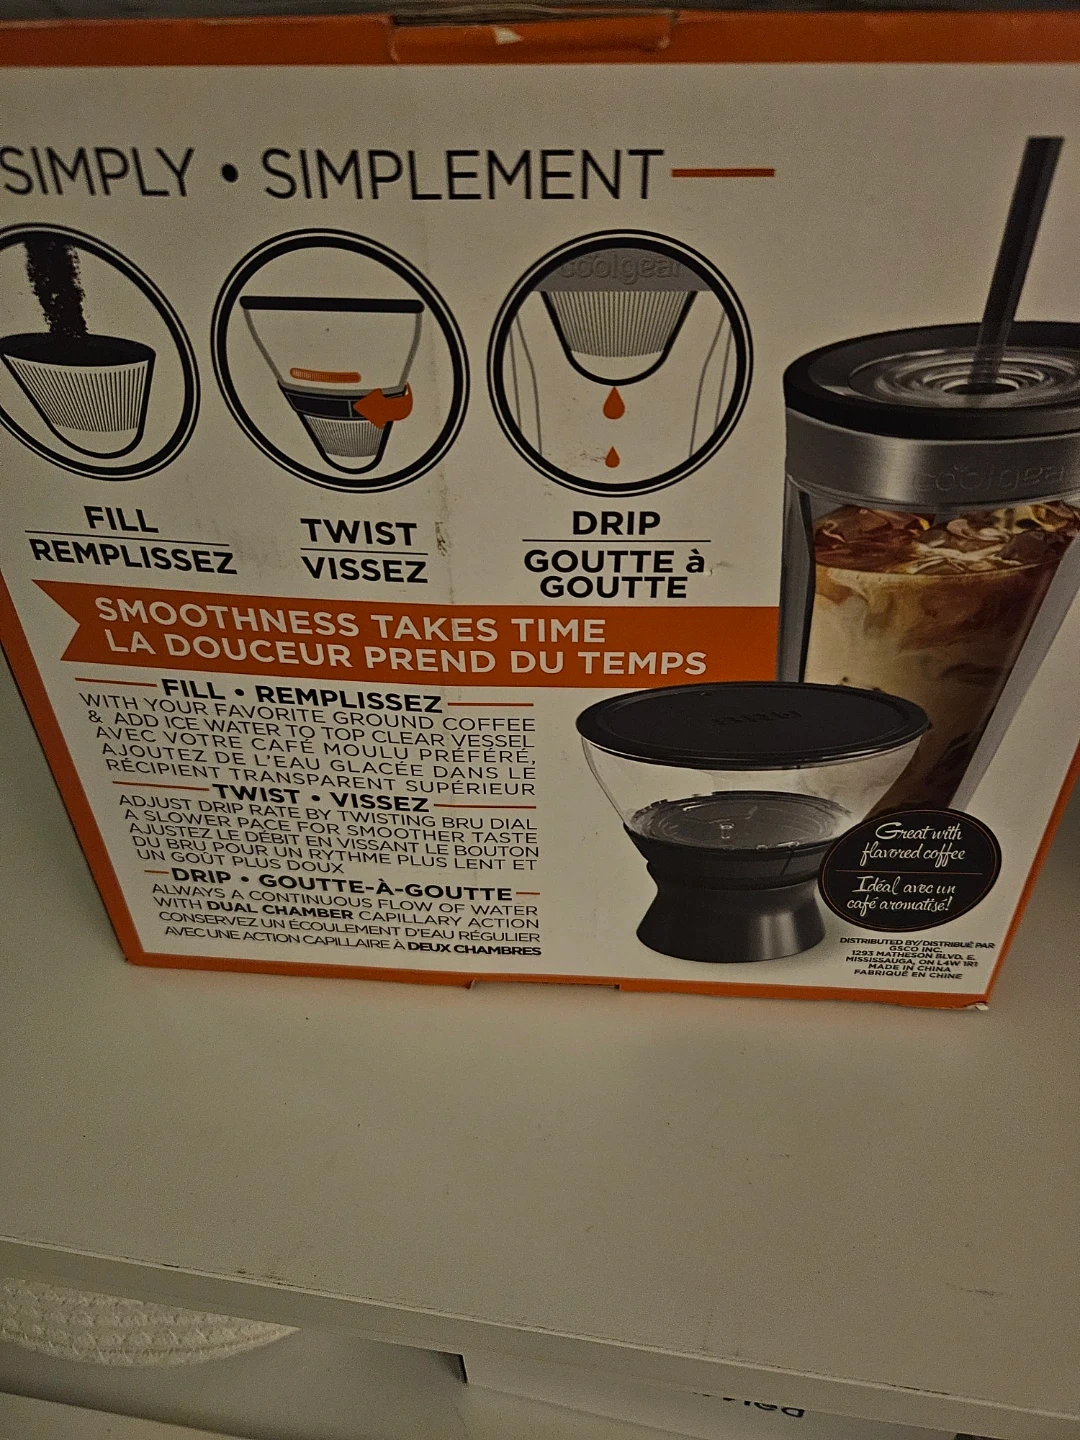 SIMPLY • SIMPLEMENT
coolgear
FILL
REMPLISSEZ
TWIST
VISSEZ
DRIP
GOUTTE à
GOUTTE
coolgear
SMOOTHNESS TAKES TIME
LA DOUCEUR PREND DU TEMPS
FILL • REMPLISSEZ
WITH YOUR FAVORITE GROUND COFFEE
& ADD ICE WATER TO TOP CLEAR VESSEL
AVEC VOTRE CAFÉ MOULU PRÉFÉRÉ,
AJOUTEZ DE L'EAU GLACÉE DANS LE
RÉCIPIENT TRANSPARENT SUPÉRIEUR
TWIST • VISSEZ
ADJUST DRIP RATE BY TWISTING BRU DIAL
A SLOWER PACE FOR SMOOTHER TASTE
AJUSTEZ LE DÉBIT EN VISSANT LE BOUTON
DU BRU POUR UN RYTHME PLUS LENT ET
UN GOÛT PLUS DOUX
DRIP • GOUTTE-À-GOUTTE
ALWAYS A CONTINUOUS FLOW OF WATER
WITH DUAL CHAMBER CAPILLARY ACTION
CONSERVEZ UN ÉCOULEMENT D'EAU RÉGULIER
AVEC UNE ACTION CAPILLAIRE À DEUX CHAMBRES
Great with
flavored coffee
Idéal avec un
café aromatisé!
DISTRIBUTED BY/DISTRIBUÉ PAR
GSCO INC.
1293 MATHESON BLVD. E.
MISSISSAUGA, ON L4W 1R1
MADE IN CHINA
FABRIQUÉ EN CHINE